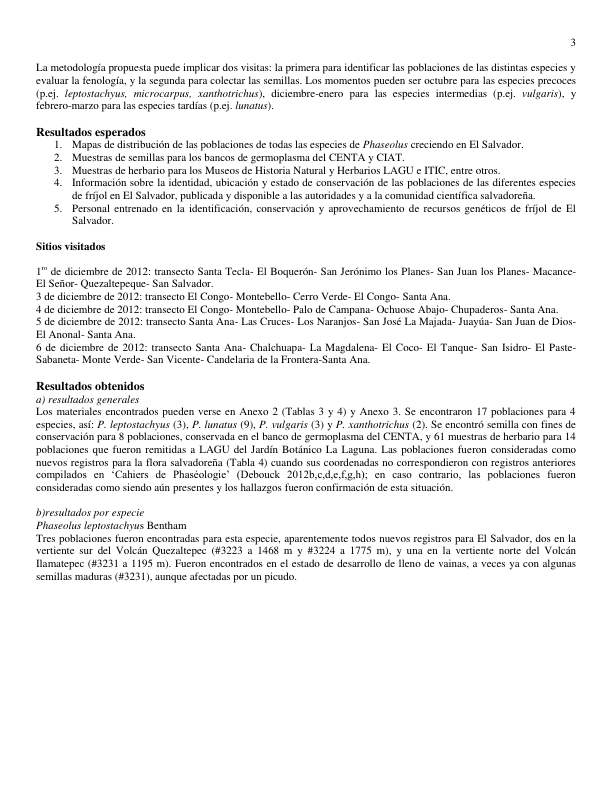 3
La metodología propuesta puede implicar dos visitas: la primera para identificar las poblaciones de las distintas especies y
evaluar la fenología, y la segunda para colectar las semillas. Los momentos pueden ser octubre para las especies precoces
(p.ej. leptostachyus, microcarpus, xanthotrichus), diciembre-enero para las especies intermedias (p.ej. vulgaris), y
febrero-marzo para las especies tardías (p.ej. lunatus).
Resultados esperados
1. Mapas de distribución de las poblaciones de todas las especies de Phaseolus creciendo en El Salvador.
2. Muestras de semillas para los bancos de germoplasma del CENTA y CIAT.
3. Muestras de herbario para los Museos de Historia Natural y Herbarios LAGU e ITIC, entre otros.
4. Información sobre la identidad, ubicación y estado de conservación de las poblaciones de las diferentes especies
de fríjol en El Salvador, publicada y disponible a las autoridades y a la comunidad científica salvadoreña.
5. Personal entrenado en la identificación, conservación y aprovechamiento de recursos genéticos de fríjol de El
Salvador.
Sitios visitados
1ro de diciembre de 2012: transecto Santa Tecla- El Boquerón- San Jerónimo los Planes- San Juan los Planes- Macance-
El Señor- Quezaltepeque- San Salvador.
3 de diciembre de 2012: transecto El Congo- Montebello- Cerro Verde- El Congo- Santa Ana.
4 de diciembre de 2012: transecto El Congo- Montebello- Palo de Campana- Ochuose Abajo- Chupaderos- Santa Ana.
5 de diciembre de 2012: transecto Santa Ana- Las Cruces- Los Naranjos- San José La Majada- Juayúa- San Juan de Dios-
El Anonal- Santa Ana.
6 de diciembre de 2012: transecto Santa Ana- Chalchuapa- La Magdalena- El Coco- El Tanque- San Isidro- El Paste-
Sabaneta- Monte Verde- San Vicente- Candelaria de la Frontera-Santa Ana.
Resultados obtenidos
a) resultados generales
Los materiales encontrados pueden verse en Anexo 2 (Tablas 3 y 4) y Anexo 3. Se encontraron 17 poblaciones para 4
especies, así: P. leptostachyus (3), P. lunatus (9), P. vulgaris (3) y P. xanthotrichus (2). Se encontró semilla con fines de
conservación para 8 poblaciones, conservada en el banco de germoplasma del CENTA, y 61 muestras de herbario para 14
poblaciones que fueron remitidas a LAGU del Jardín Botánico La Laguna. Las poblaciones fueron consideradas como
nuevos registros para la flora salvadoreña (Tabla 4) cuando sus coordenadas no correspondieron con registros anteriores
compilados en ‘Cahiers de Phaséologie’ (Debouck 2012b,c,d,e,f,g,h); en caso contrario, las poblaciones fueron
consideradas como siendo aún presentes y los hallazgos fueron confirmación de esta situación.
b)resultados por especie
Phaseolus leptostachyus Bentham
Tres poblaciones fueron encontradas para esta especie, aparentemente todos nuevos registros para El Salvador, dos en la
vertiente sur del Volcán Quezaltepec (#3223 a 1468 m y #3224 a 1775 m), y una en la vertiente norte del Volcán
Ilamatepec (#3231 a 1195 m). Fueron encontrados en el estado de desarrollo de lleno de vainas, a veces ya con algunas
semillas maduras (#3231), aunque afectadas por un picudo.